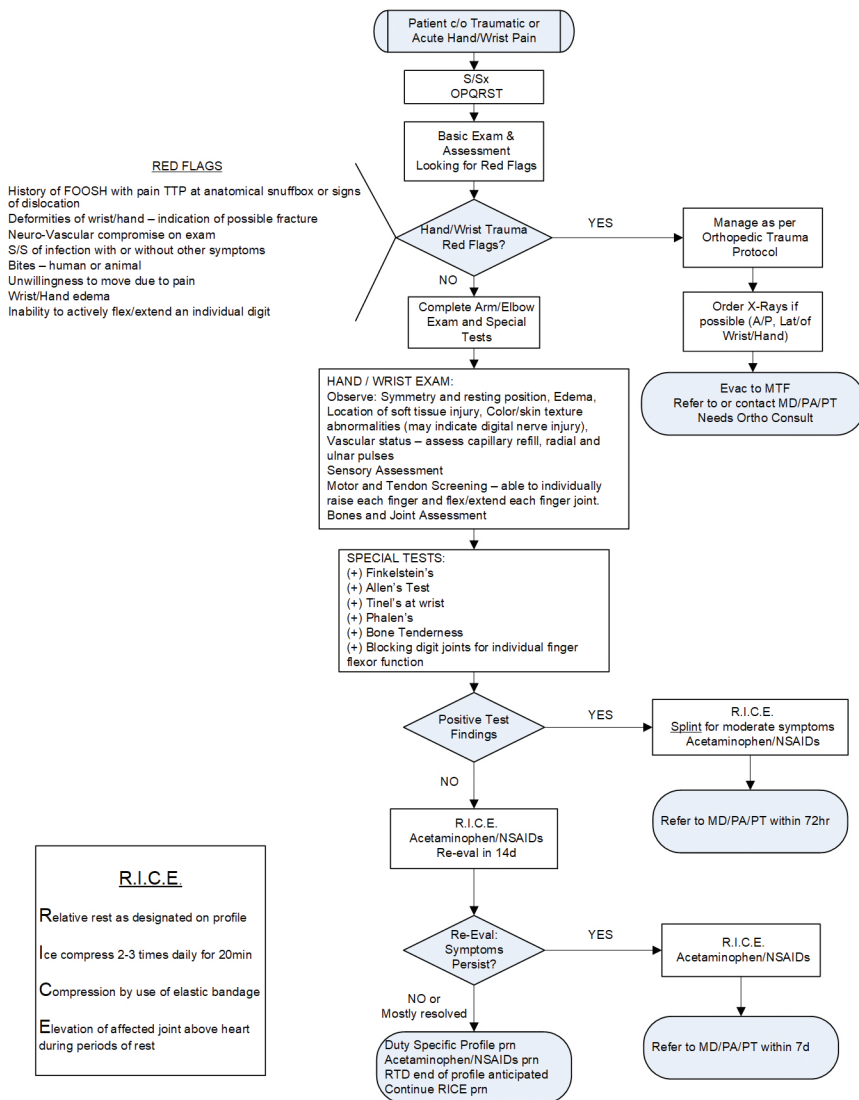 Patient c/o Traumatic or
Acute Hand/Wrist Pain
S/Sx
OPQRST
Basic Exam &
Assessment
Looking for Red Flags
RED FLAGS
History of FOOSH with pain TTP at anatomical snuffbox or signs
of dislocation
Deformities of wrist/hand – indication of possible fracture
Neuro-Vascular compromise on exam
S/S of infection with or without other symptoms
Bites – human or animal
Unwillingness to move due to pain
Wrist/Hand edema
Inability to actively flex/extend an individual digit
Hand/Wrist Trauma
Red Flags?
YES
Manage as per
Orthopedic Trauma
Protocol
Order X-Rays if
possible (A/P, Lat/of
Wrist/Hand)
Evac to MTF
Refer to or contact MD/PA/PT
Needs Ortho Consult
NO
Complete Arm/Elbow
Exam and Special
Tests
HAND / WRIST EXAM:
Observe: Symmetry and resting position, Edema,
Location of soft tissue injury, Color/skin texture
abnormalities (may indicate digital nerve injury),
Vascular status – assess capillary refill, radial and
ulnar pulses
Sensory Assessment
Motor and Tendon Screening – able to individually
raise each finger and flex/extend each finger joint.
Bones and Joint Assessment
SPECIAL TESTS:
(+) Finkelstein's
(+) Allen's Test
(+) Tinel's at wrist
(+) Phalen's
(+) Bone Tenderness
(+) Blocking digit joints for individual finger
flexor function
Positive Test
Findings
YES
R.I.C.E.
Splint for moderate symptoms
Acetaminophen/NSAIDs
Refer to MD/PA/PT within 72hr
NO
R.I.C.E.
Acetaminophen/NSAIDs
Re-eval in 14d
Re-Eval:
Symptoms
Persist?
YES
R.I.C.E.
Acetaminophen/NSAIDs
Refer to MD/PA/PT within 7d
NO or
Mostly resolved
Duty Specific Profile prn
Acetaminophen/NSAIDs prn
RTD end of profile anticipated
Continue RICE prn
R.I.C.E.
Relative rest as designated on profile
Ice compress 2-3 times daily for 20min
Compression by use of elastic bandage
Elevation of affected joint above heart
during periods of rest